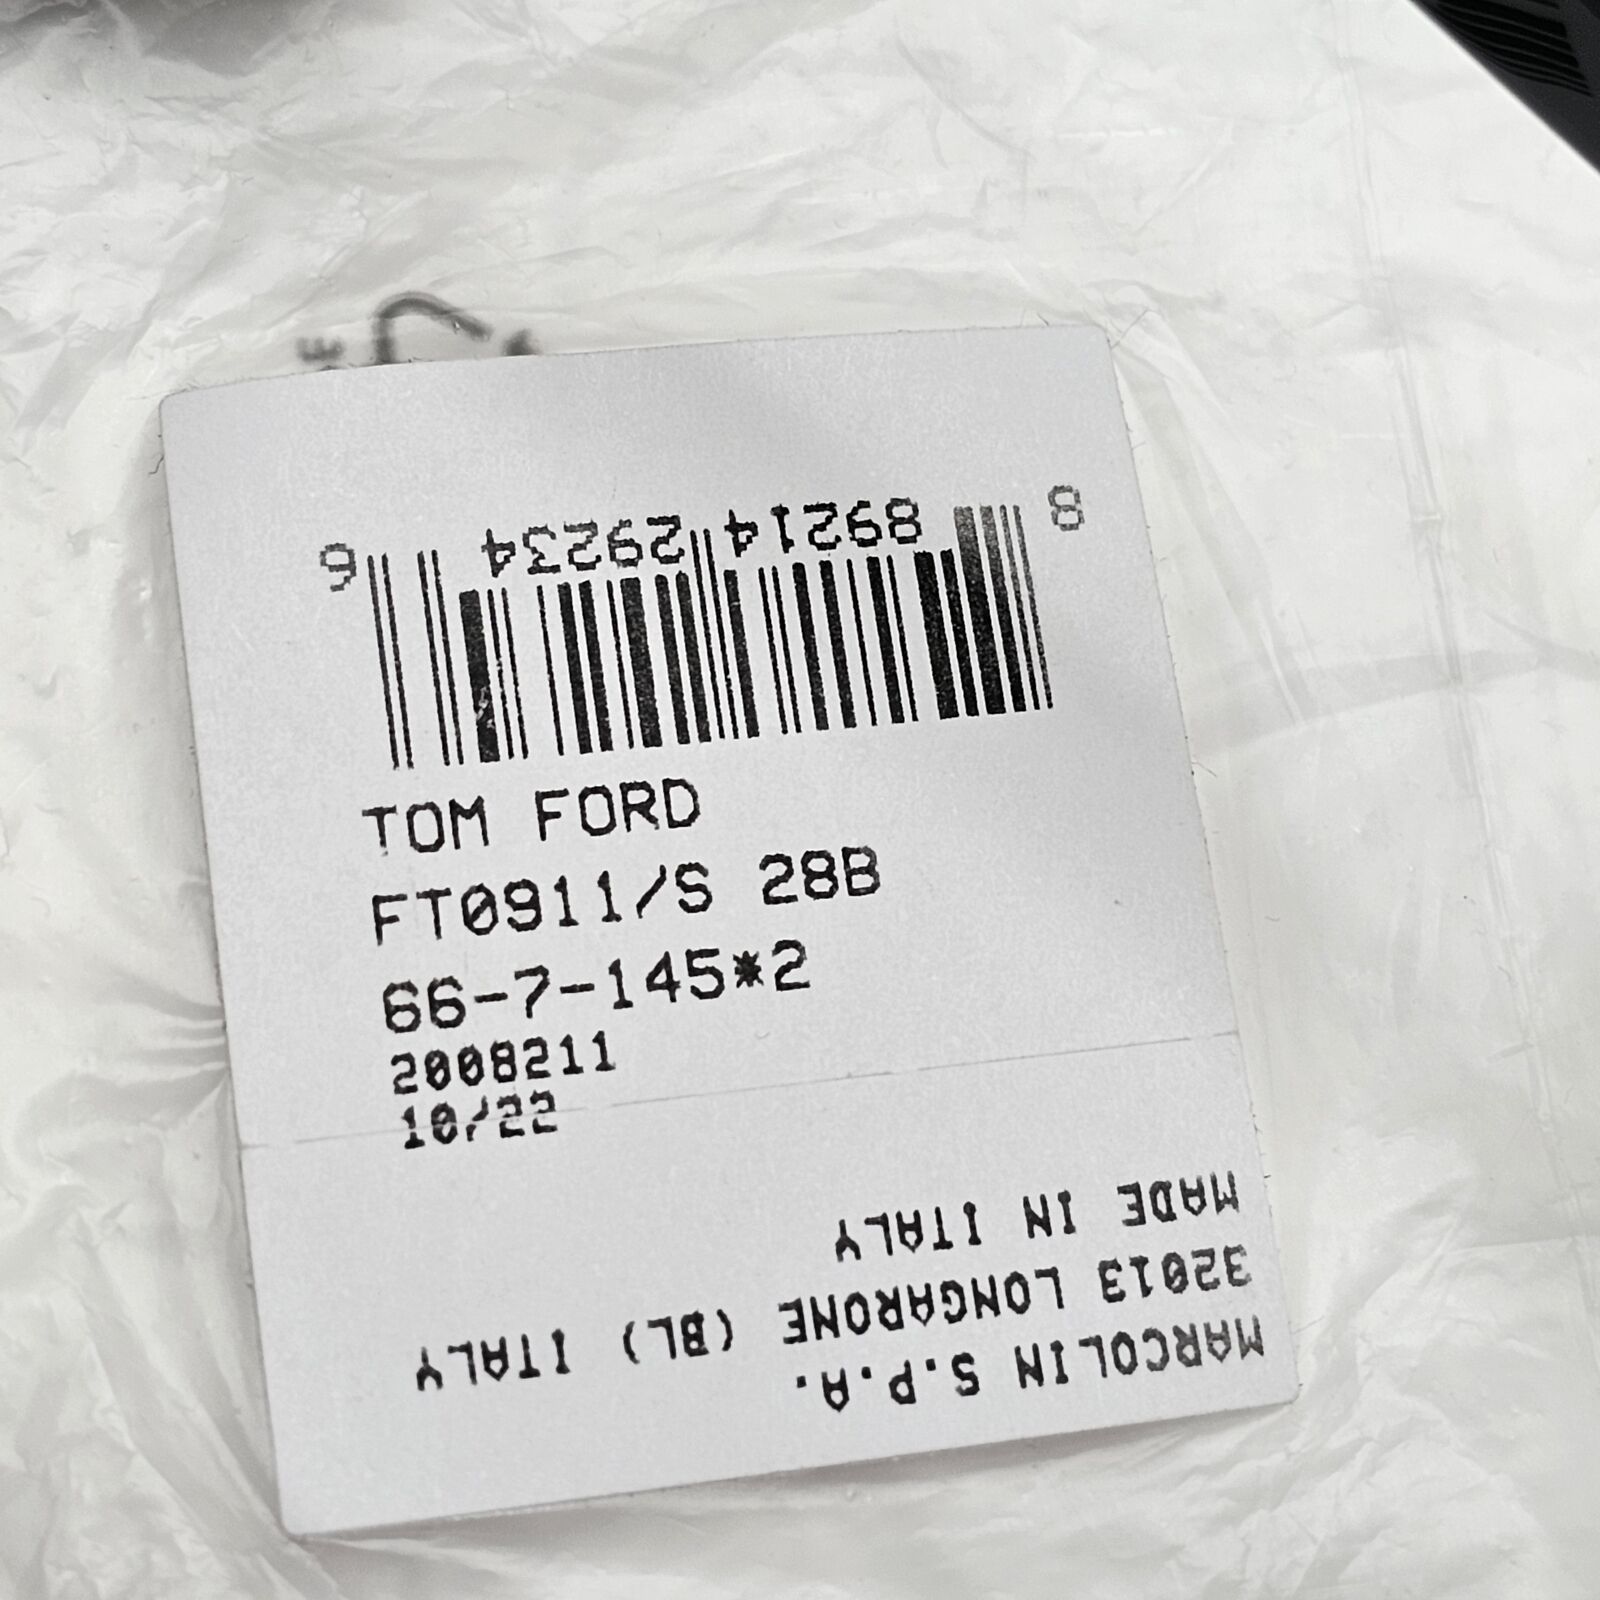 8 89214 29234 6
TOM FORD
FT0911/S 28B
66-7-145*2
2008211
10/22
MARCOLIN S.P.A.
32013 LONGARONE (BL) ITALY
MADE IN ITALY